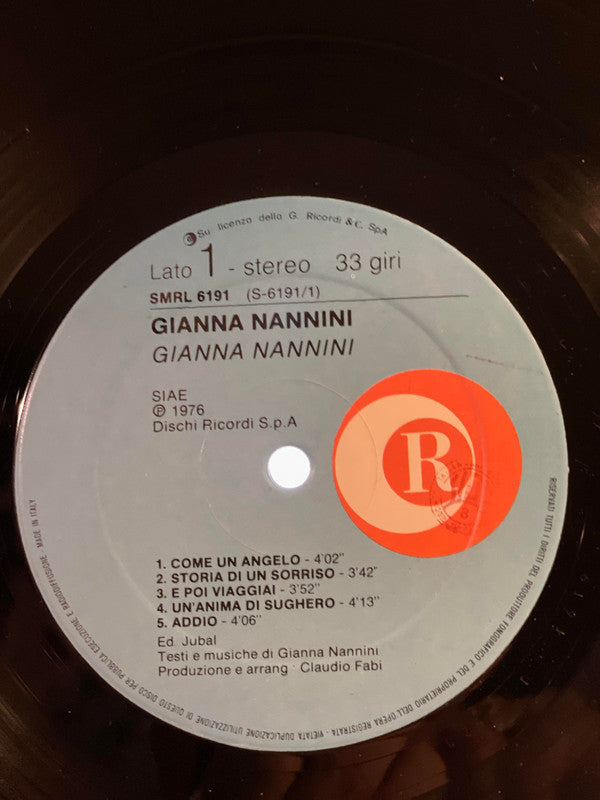 Su licenza della G. Ricordi & C. SpA
Lato 1 - stereo 33 giri
SMRL 6191 (S-6191/1)
GIANNA NANNINI
GIANNA NANNINI
SIAE
℗ 1976
Dischi Ricordi S.p.A
R
1. COME UN ANGELO - 4'02"
2. STORIA DI UN SORRISO - 3'42"
3. E POI VIAGGIAI - 3'52"
4. UN'ANIMA DI SUGHERO - 4'13"
5. ADDIO - 4'06"
Ed. Jubal
Testi e musiche di Gianna Nannini
Produzione e arrang. Claudio Fabi
RISERVATI TUTTI I DIRITTI DEL PRODUTTORE FONOGRAFICO E DEL PROPRIETARIO DELL'OPERA REGISTRATA - VIETATA DUPLICAZIONE UTILIZZAZIONE DI QUESTO DISCO PER PUBBLICA ESECUZIONE E RADIODIFFUSIONE. MADE IN ITALY